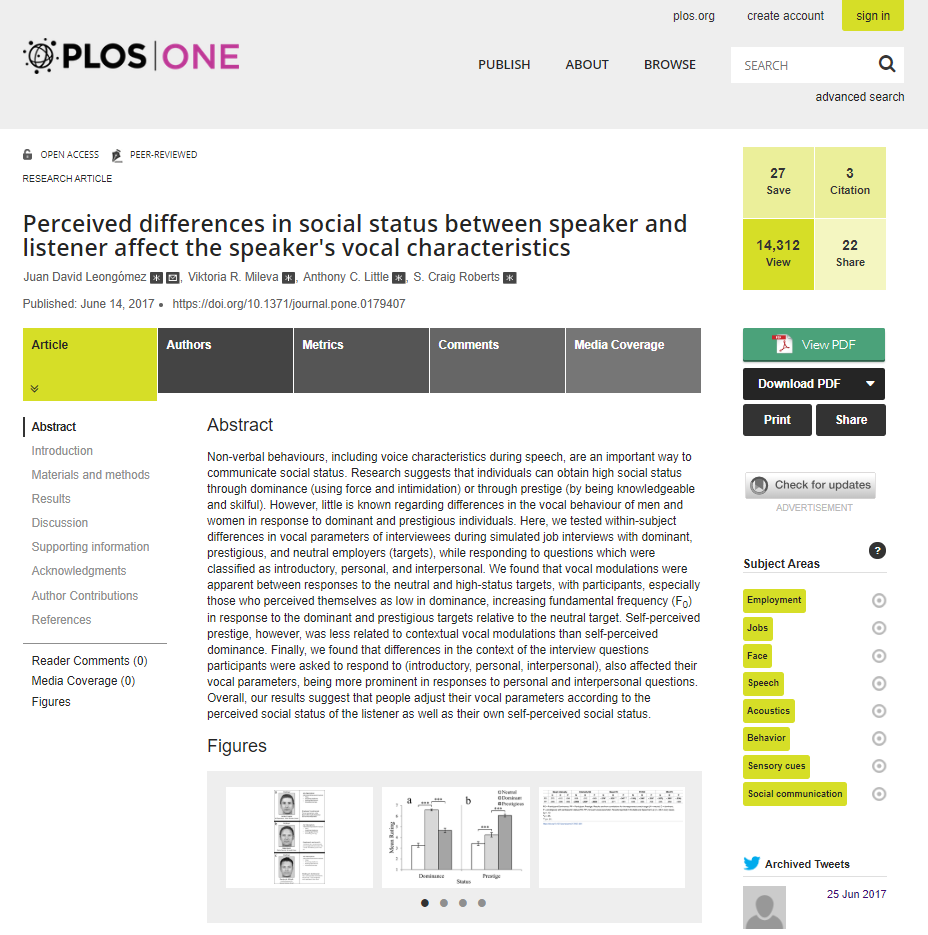 plos.org create account sign in
PLOS ONE
PUBLISH ABOUT BROWSE SEARCH
advanced search
OPEN ACCESS PEER-REVIEWED
RESEARCH ARTICLE
Perceived differences in social status between speaker and
listener affect the speaker's vocal characteristics
Juan David Leongómez, Viktoria R. Mileva, Anthony C. Little, S. Craig Roberts
Published: June 14, 2017 • https://doi.org/10.1371/journal.pone.0179407
27
Save
3
Citation
14,312
View
22
Share
Article Authors Metrics Comments Media Coverage
View PDF
Download PDF
Print Share
Check for updates
ADVERTISEMENT
Abstract
Introduction
Materials and methods
Results
Discussion
Supporting information
Acknowledgments
Author Contributions
References
Reader Comments (0)
Media Coverage (0)
Figures
Abstract
Non-verbal behaviours, including voice characteristics during speech, are an important way to
communicate social status. Research suggests that individuals can obtain high social status
through dominance (using force and intimidation) or through prestige (by being knowledgeable
and skilful). However, little is known regarding differences in the vocal behaviour of men and
women in response to dominant and prestigious individuals. Here, we tested within-subject
differences in vocal parameters of interviewees during simulated job interviews with dominant,
prestigious, and neutral employers (targets), while responding to questions which were
classified as introductory, personal, and interpersonal. We found that vocal modulations were
apparent between responses to the neutral and high-status targets, with participants, especially
those who perceived themselves as low in dominance, increasing fundamental frequency (F0)
in response to the dominant and prestigious targets relative to the neutral target. Self-perceived
prestige, however, was less related to contextual vocal modulations than self-perceived
dominance. Finally, we found that differences in the context of the interview questions
participants were asked to respond to (introductory, personal, interpersonal), also affected their
vocal parameters, being more prominent in responses to personal and interpersonal questions.
Overall, our results suggest that people adjust their vocal parameters according to the
perceived social status of the listener as well as their own self-perceived social status.
Figures
a b
Neutral
Dominant
Prestigious
Mean Rating
Dominance Prestige
Status
?
Subject Areas
Employment
Jobs
Face
Speech
Acoustics
Behavior
Sensory cues
Social communication
Archived Tweets
25 Jun 2017